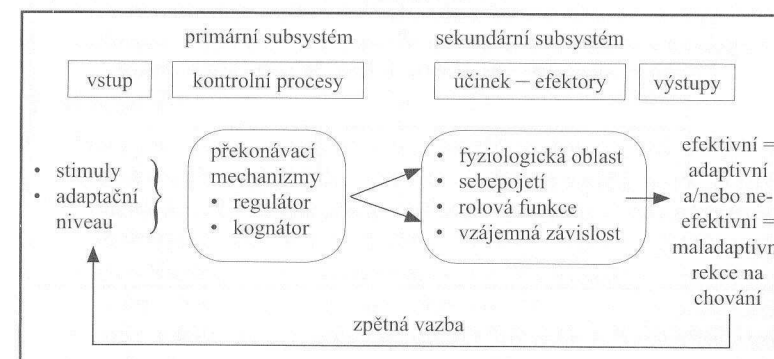 primární subsystém
sekundární subsystém
vstup
kontrolní procesy
účinek – efektory
výstupy
• stimuly
• adaptační
niveau
překonávací
mechanizmy
• regulátor
• kognátor
• fyziologická oblast
• sebepojetí
• rolová funkce
• vzájemná závislost
efektivní =
adaptivní
a/nebo ne-
efektivní =
maladaptivn
rekce na
chování
zpětná vazba